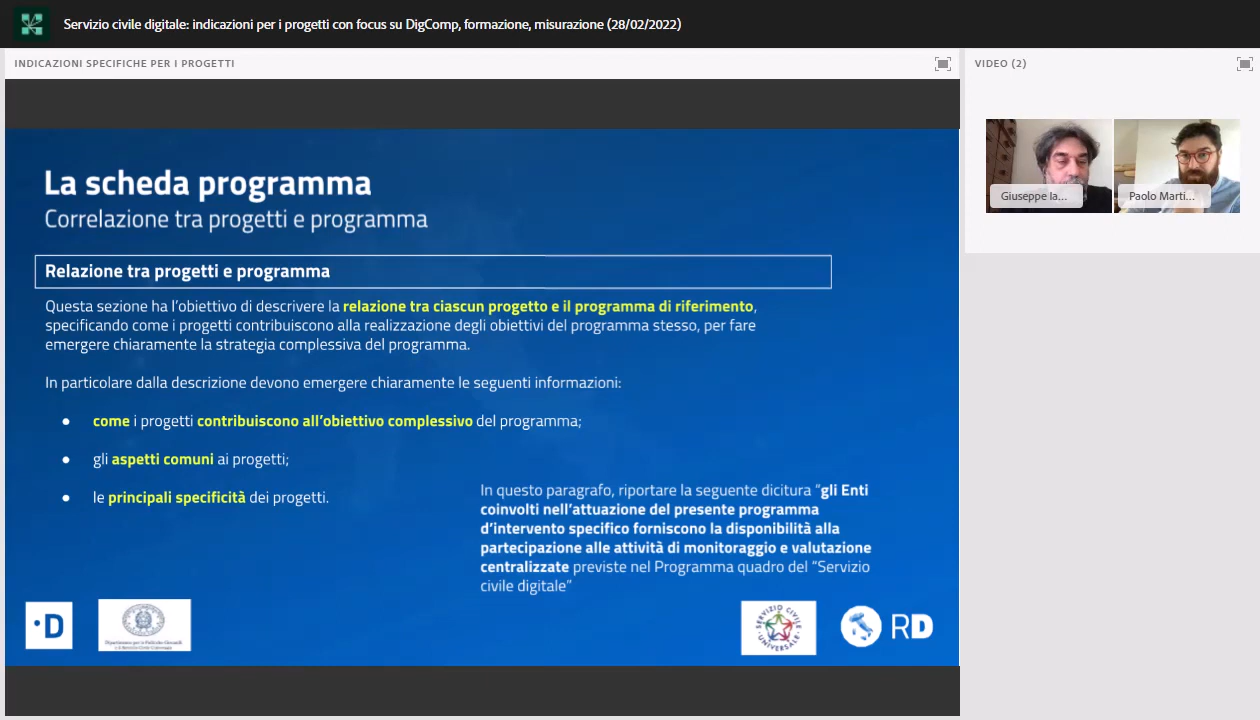 Servizio civile digitale: indicazioni per i progetti con focus su DigComp, formazione, misurazione (28/02/2022)
INDICAZIONI SPECIFICHE PER I PROGETTI
VIDEO (2)
Giuseppe Ia...
Paolo Marti...
La scheda programma
Correlazione tra progetti e programma
Relazione tra progetti e programma
Questa sezione ha l'obiettivo di descrivere la relazione tra ciascun progetto e il programma di riferimento,
specificando come i progetti contribuiscono alla realizzazione degli obiettivi del programma stesso, per fare
emergere chiaramente la strategia complessiva del programma.
In particolare dalla descrizione devono emergere chiaramente le seguenti informazioni:
● come i progetti contribuiscono all'obiettivo complessivo del programma;
● gli aspetti comuni ai progetti;
● le principali specificità dei progetti.
In questo paragrafo, riportare la seguente dicitura "gli Enti
coinvolti nell'attuazione del presente programma
d'intervento specifico forniscono la disponibilità alla
partecipazione alle attività di monitoraggio e valutazione
centralizzate previste nel Programma quadro del "Servizio
civile digitale"
·D
SERVIZIO CIVILE
UNIVERSALE
RD